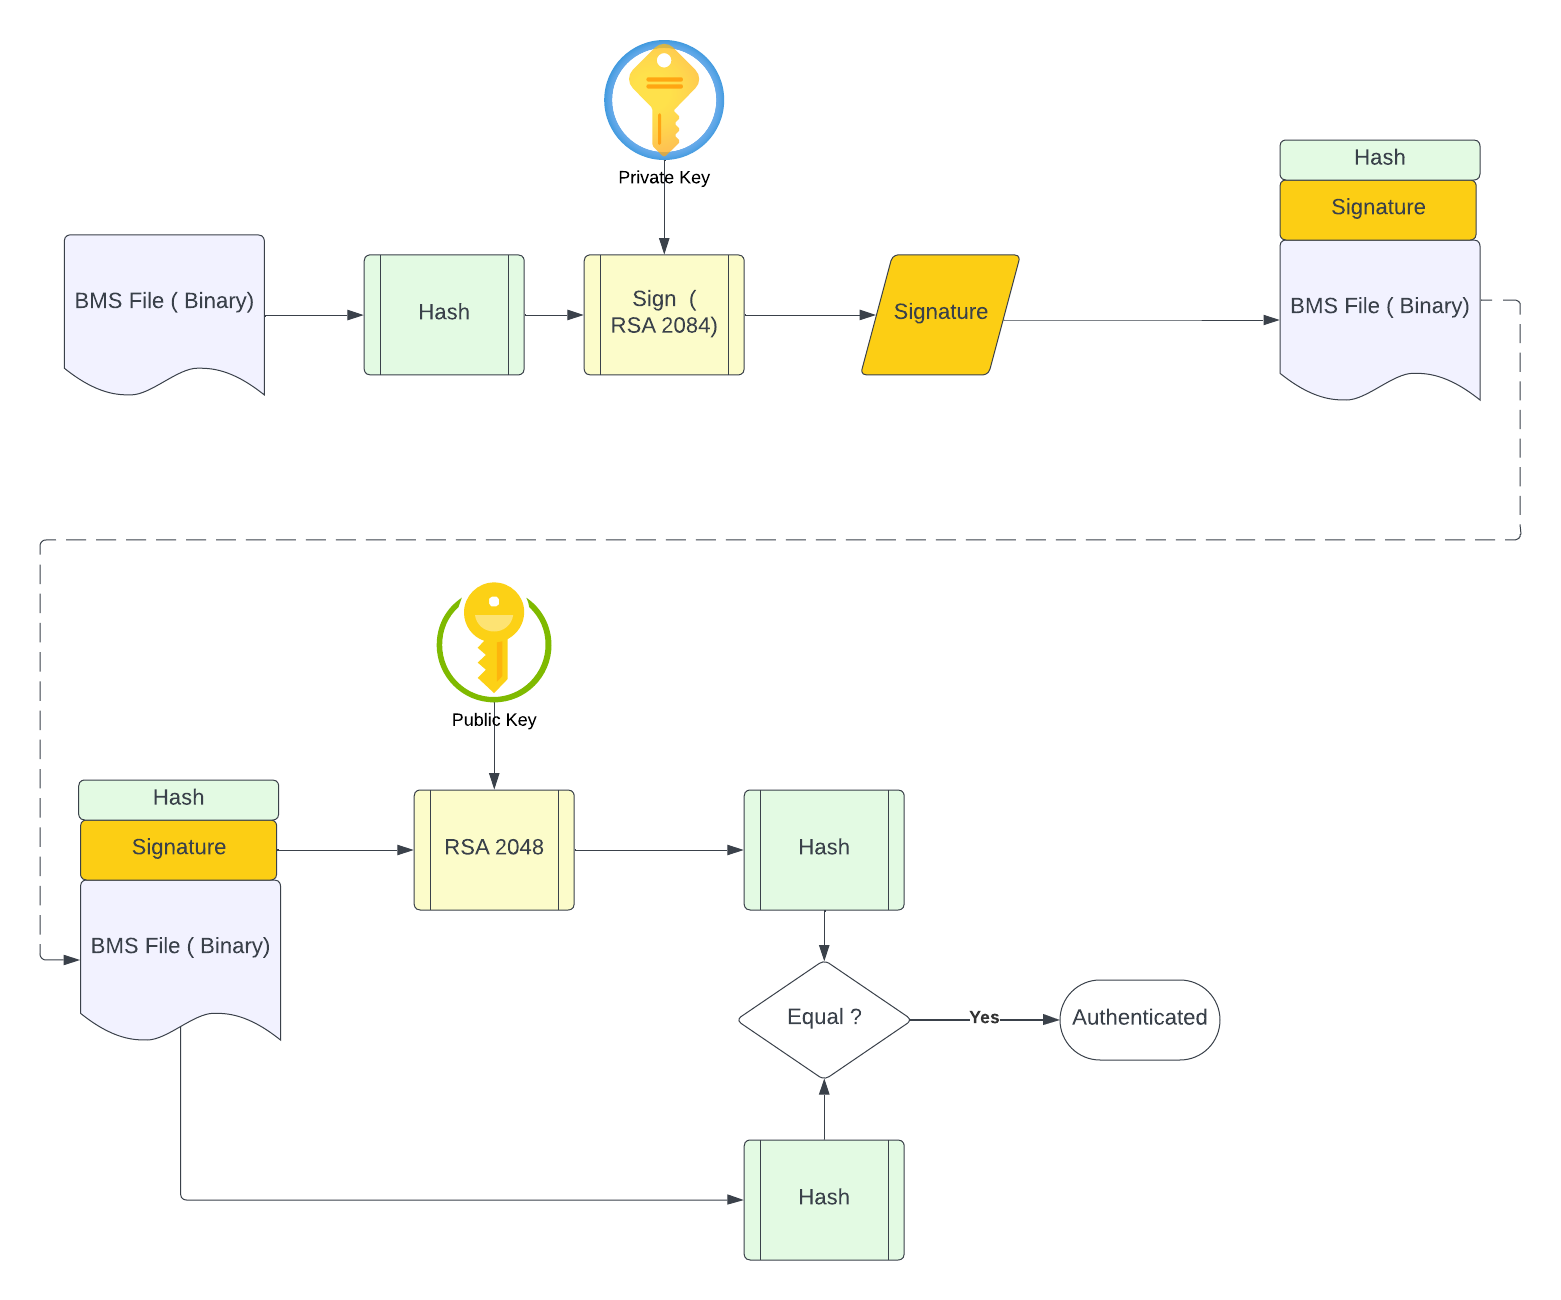 Private Key
Hash
Signature
BMS File ( Binary)
Hash
Sign  (
RSA 2084)
Signature
BMS File ( Binary)
Public Key
Hash
Signature
RSA 2048
Hash
BMS File ( Binary)
Equal ?
Yes
Authenticated
Hash